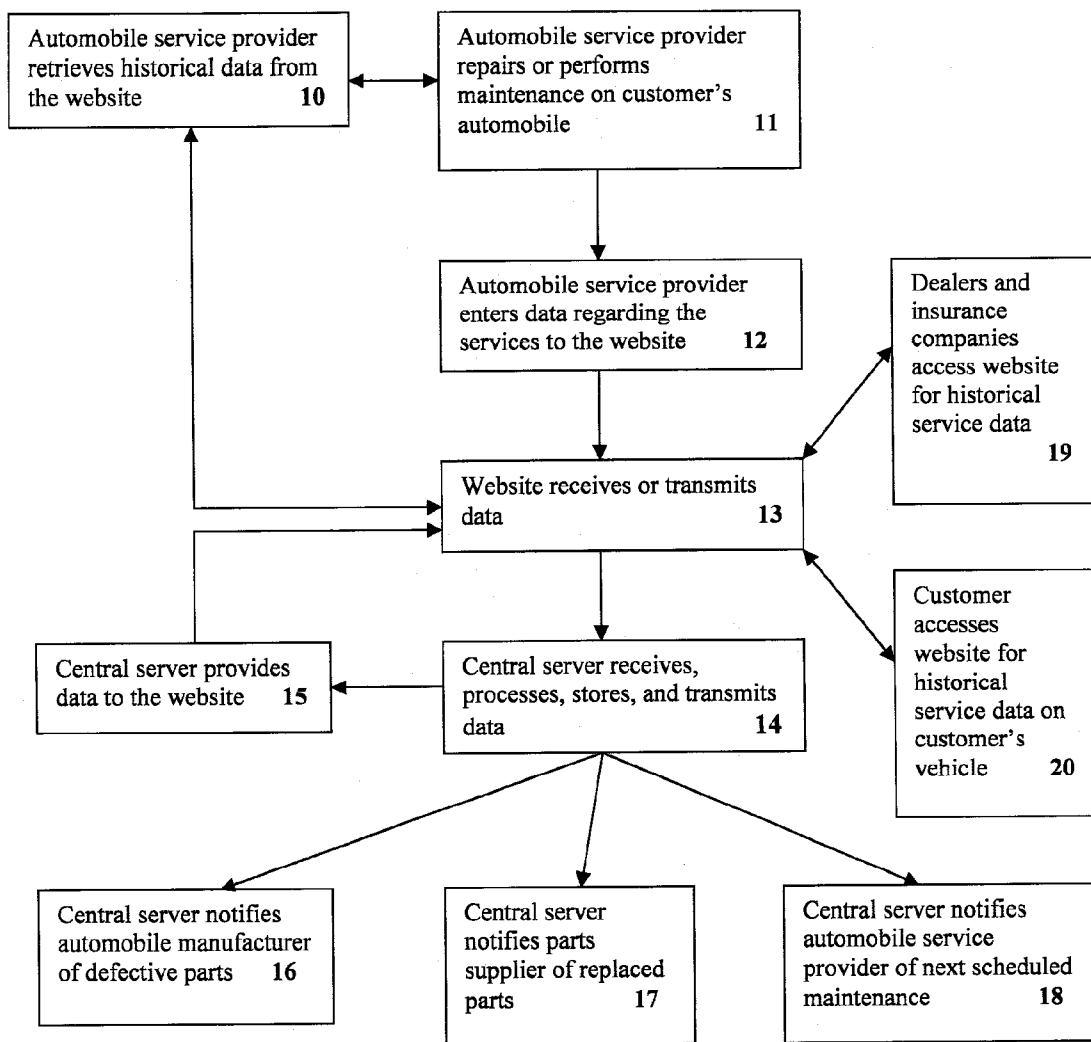 Automobile service provider
retrieves historical data from
the website 10
Automobile service provider
repairs or performs
maintenance on customer's
automobile 11
Automobile service provider
enters data regarding the
services to the website 12
Dealers and
insurance
companies
access website
for historical
service data
19
Website receives or transmits
data 13
Customer
accesses
website for
historical
service data on
customer's
vehicle 20
Central server provides
data to the website 15
Central server receives,
processes, stores, and transmits
data 14
Central server notifies
automobile manufacturer
of defective parts 16
Central server
notifies parts
supplier of replaced
parts 17
Central server notifies
automobile service
provider of next scheduled
maintenance 18